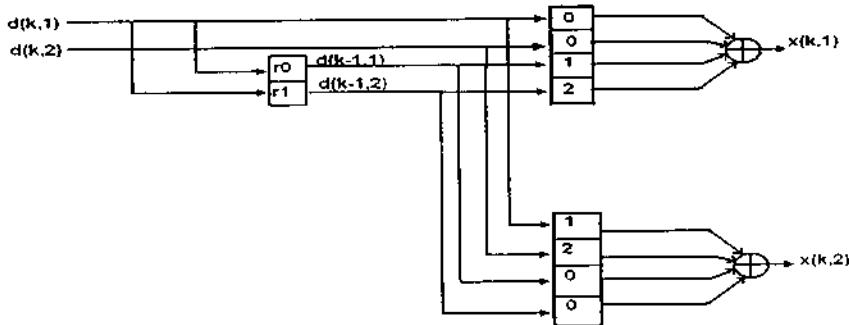 d(k,1)
d(k,2)
r0
r1
d(k-1,1)
d(k-1,2)
0
0
1
2
x(k,1)
1
2
0
0
x(k,2)